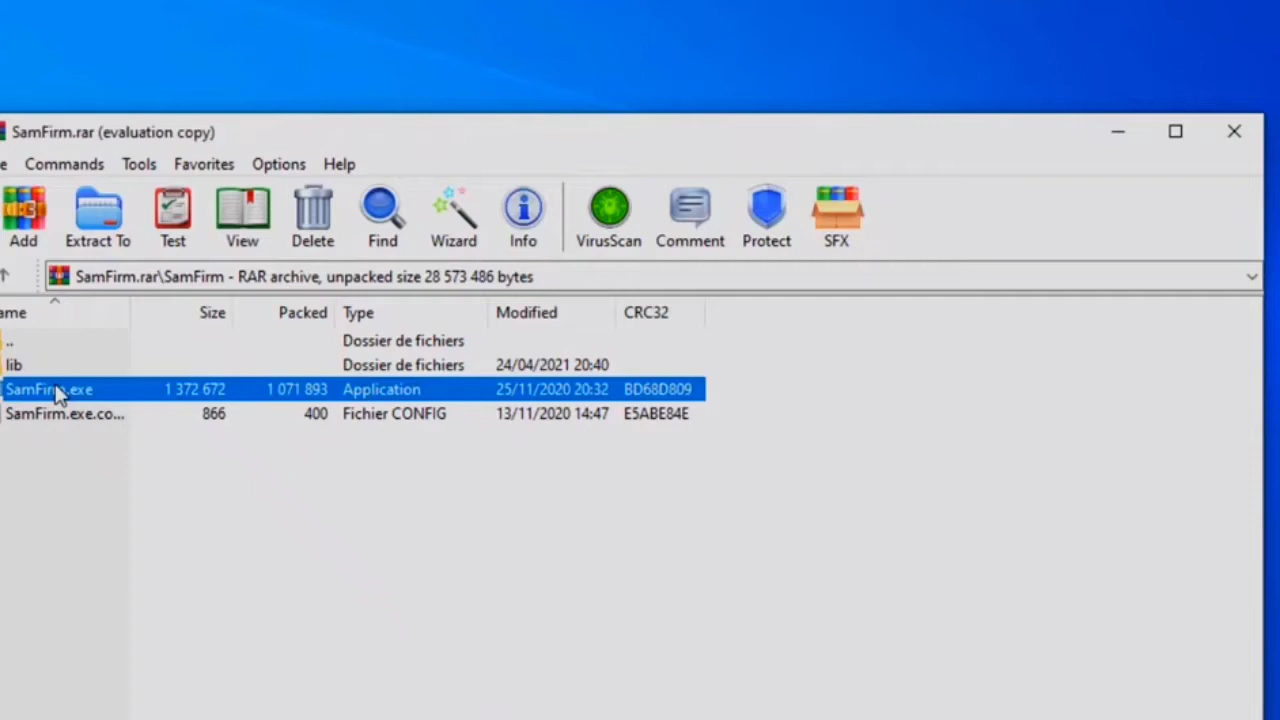 SamFirm.rar (evaluation copy)
e Commands Tools Favorites Options Help
Add Extract To Test View Delete Find Wizard Info VirusScan Comment Protect SFX
SamFirm.rar\SamFirm - RAR archive, unpacked size 28 573 486 bytes
ame Size Packed Type Modified CRC32
.. Dossier de fichiers
lib Dossier de fichiers 24/04/2021 20:40
SamFirm.exe 1 372 672 1 071 893 Application 25/11/2020 20:32 BD68D809
SamFirm.exe.co... 866 400 Fichier CONFIG 13/11/2020 14:47 E5ABE84E